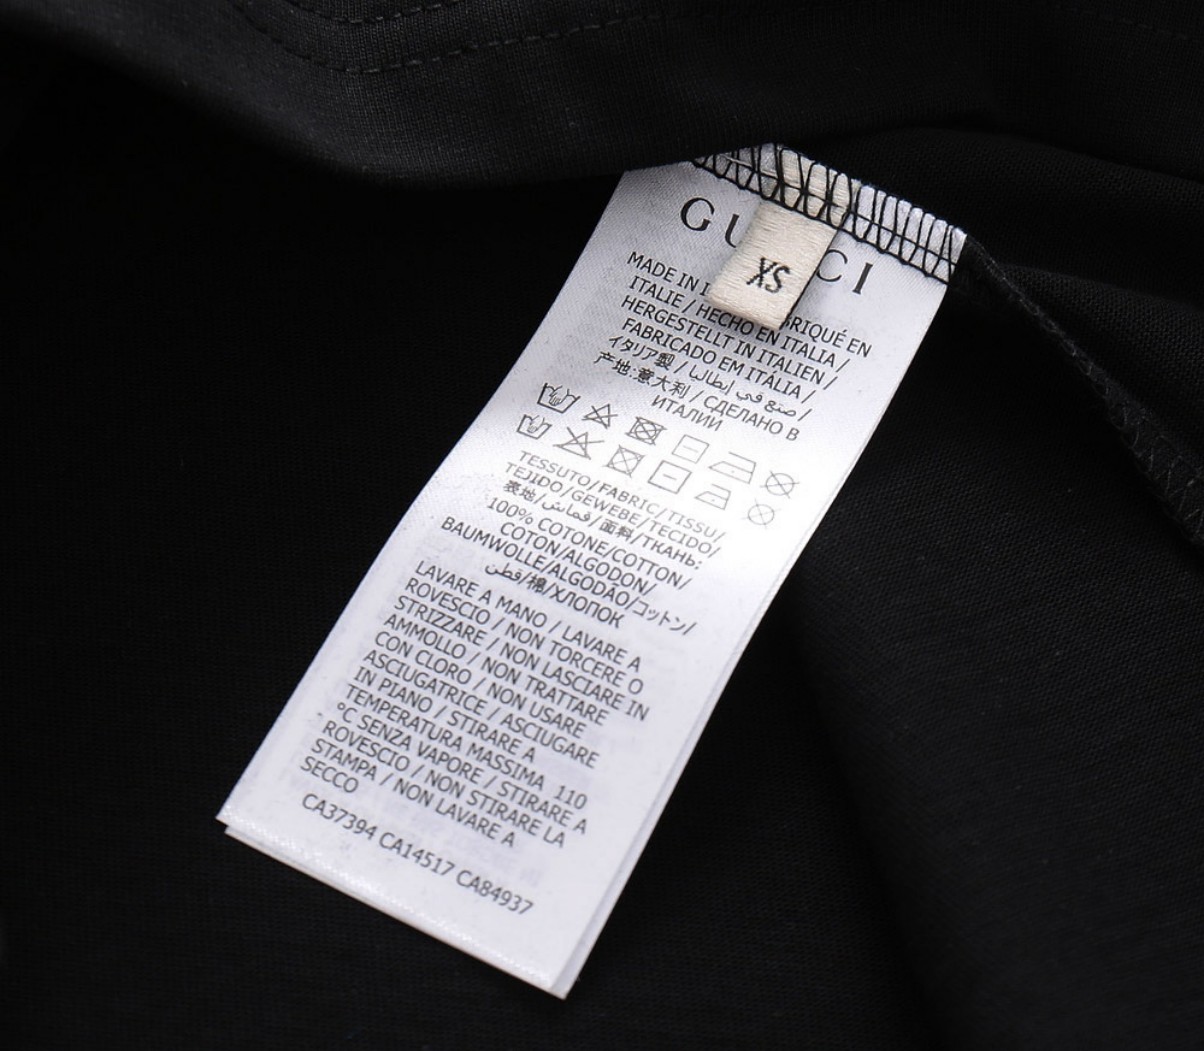 GU CI
XS
MADE IN I BRIQUÉ EN
ITALIE / HECHO EN ITALIA /
HERGESTELLT IN ITALIEN /
FABRICADO EM ITÁLIA /
イタリア製 / صنع في إيطاليا /
产地:意大利 / СДЕЛАНО В
ИТАЛИИ
TESSUTO/FABRIC/TISSU/
TEJIDO/GEWEBE/TECIDO/
表地/قماش/面料/ТКАНЬ:
100% COTONE/COTTON/
COTON/ALGODON/
BAUMWOLLE/ALGODÃO/コットン/
قطن/棉/ХЛОПОК
LAVARE A MANO / LAVARE A
ROVESCIO / NON TORCERE O
STRIZZARE / NON LASCIARE IN
AMMOLLO / NON TRATTARE
CON CLORO / NON USARE
ASCIUGATRICE / ASCIUGARE
IN PIANO / STIRARE A
TEMPERATURA MASSIMA 110
°C SENZA VAPORE / STIRARE A
ROVESCIO / NON STIRARE LA
STAMPA / NON LAVARE A
SECCO
CA37394 CA14517 CA84937